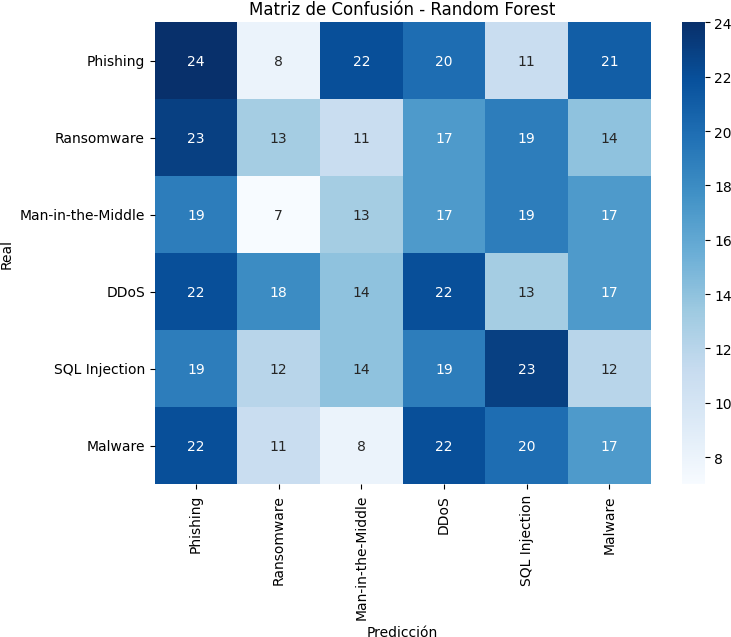 Matriz de Confusión - Random Forest
Real
Phishing 24 8 22 20 11 21
Ransomware 23 13 11 17 19 14
Man-in-the-Middle 19 7 13 17 19 17
DDoS 22 18 14 22 13 17
SQL Injection 19 12 14 19 23 12
Malware 22 11 8 22 20 17
Phishing Ransomware Man-in-the-Middle DDoS SQL Injection Malware
Predicción
24
22
20
18
16
14
12
10
8